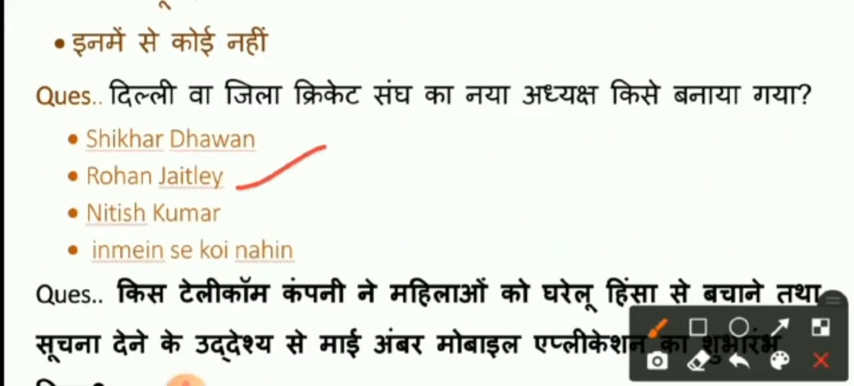 • इनमें से कोई नहीं
Ques.. दिल्ली वा जिला क्रिकेट संघ का नया अध्यक्ष किसे बनाया गया?
• Shikhar Dhawan
• Rohan Jaitley
• Nitish Kumar
• inmein se koi nahin
Ques.. किस टेलीकॉम कंपनी ने महिलाओं को घरेलू हिंसा से बचाने तथा
सूचना देने के उद्देश्य से माई अंबर मोबाइल एप्लीकेशन का शुभारंभ